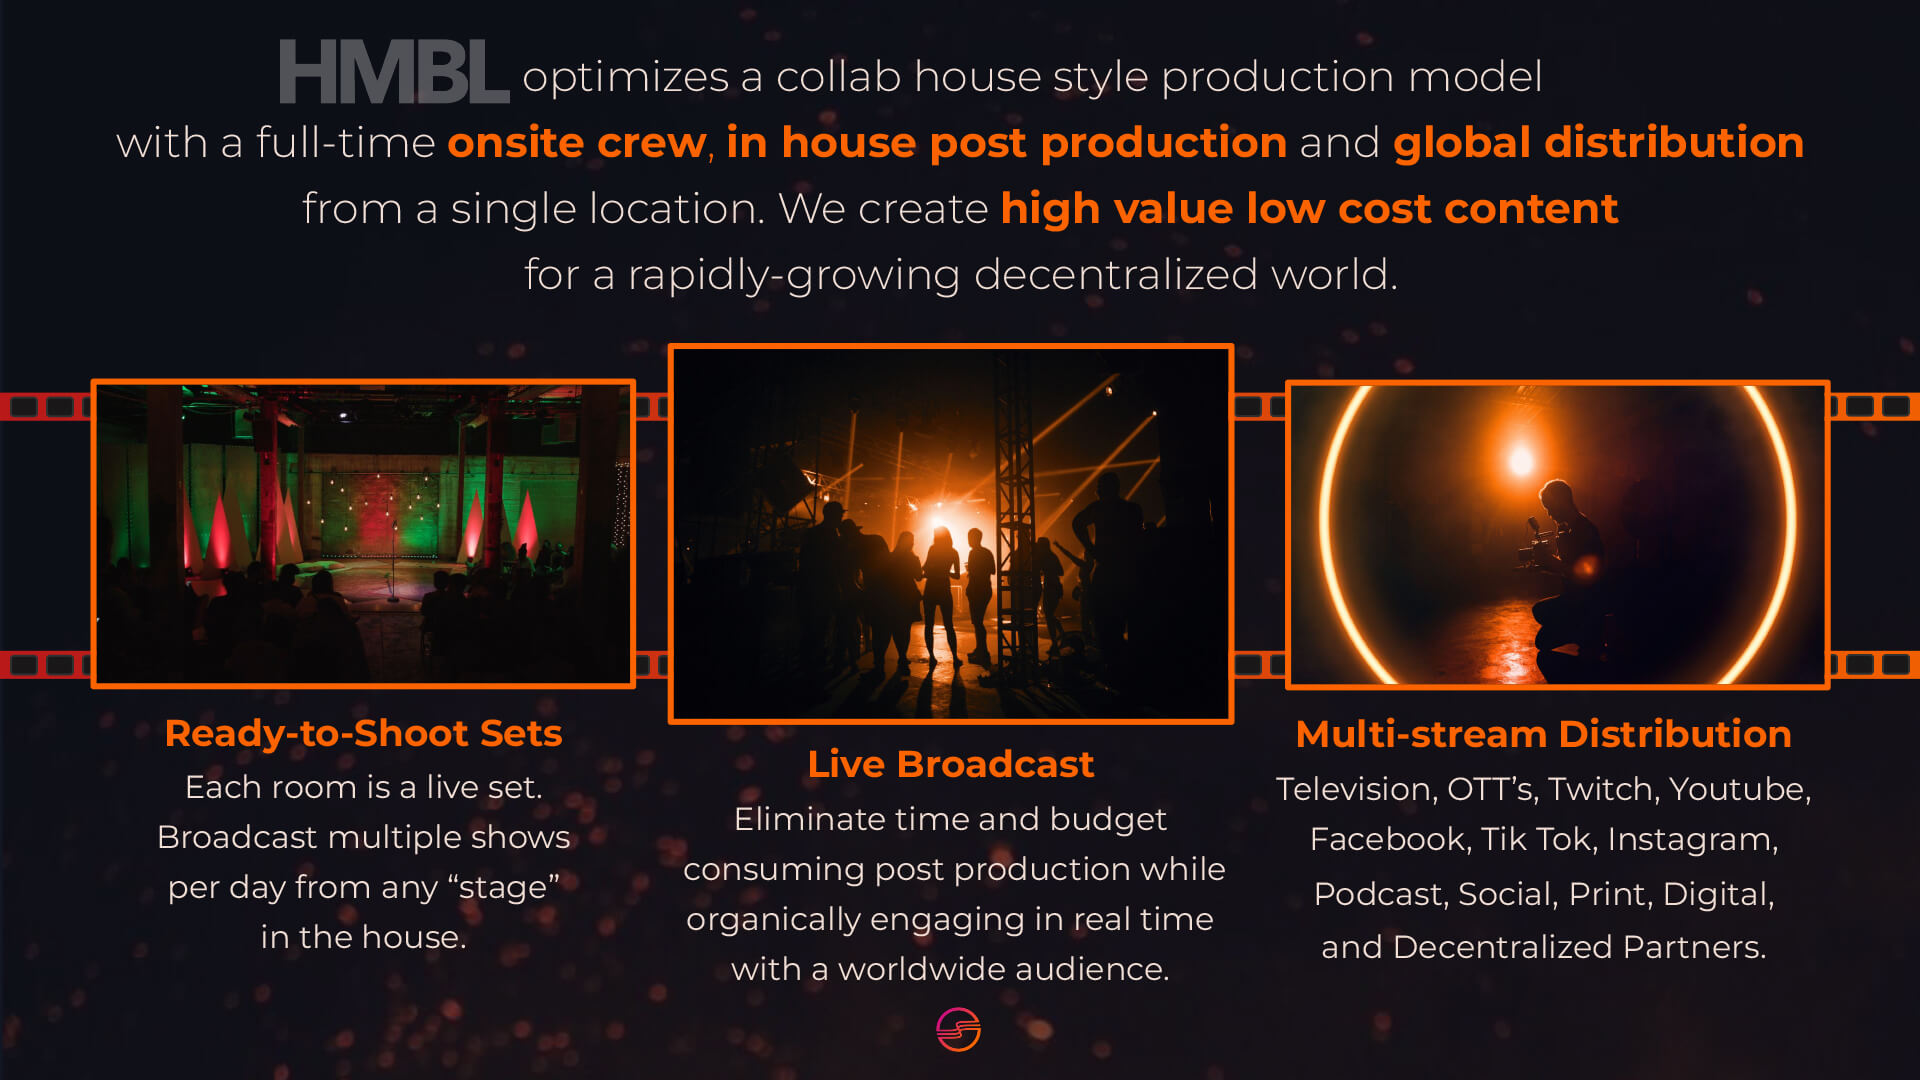 HMBL optimizes a collab house style production model
with a full-time onsite crew, in house post production and global distribution
from a single location. We create high value low cost content
for a rapidly-growing decentralized world.
Ready-to-Shoot Sets
Each room is a live set.
Broadcast multiple shows
per day from any “stage”
in the house.
Live Broadcast
Eliminate time and budget
consuming post production while
organically engaging in real time
with a worldwide audience.
Multi-stream Distribution
Television, OTT’s, Twitch, Youtube,
Facebook, Tik Tok, Instagram,
Podcast, Social, Print, Digital,
and Decentralized Partners.